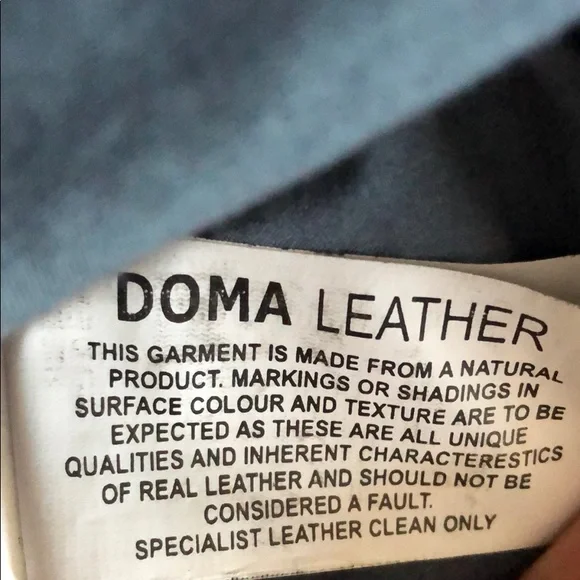 DOMA LEATHER
THIS GARMENT IS MADE FROM A NATURAL
PRODUCT. MARKINGS OR SHADINGS IN
SURFACE COLOUR AND TEXTURE ARE TO BE
EXPECTED AS THESE ARE ALL UNIQUE
QUALITIES AND INHERENT CHARACTERESTICS
OF REAL LEATHER AND SHOULD NOT BE
CONSIDERED A FAULT.
SPECIALIST LEATHER CLEAN ONLY